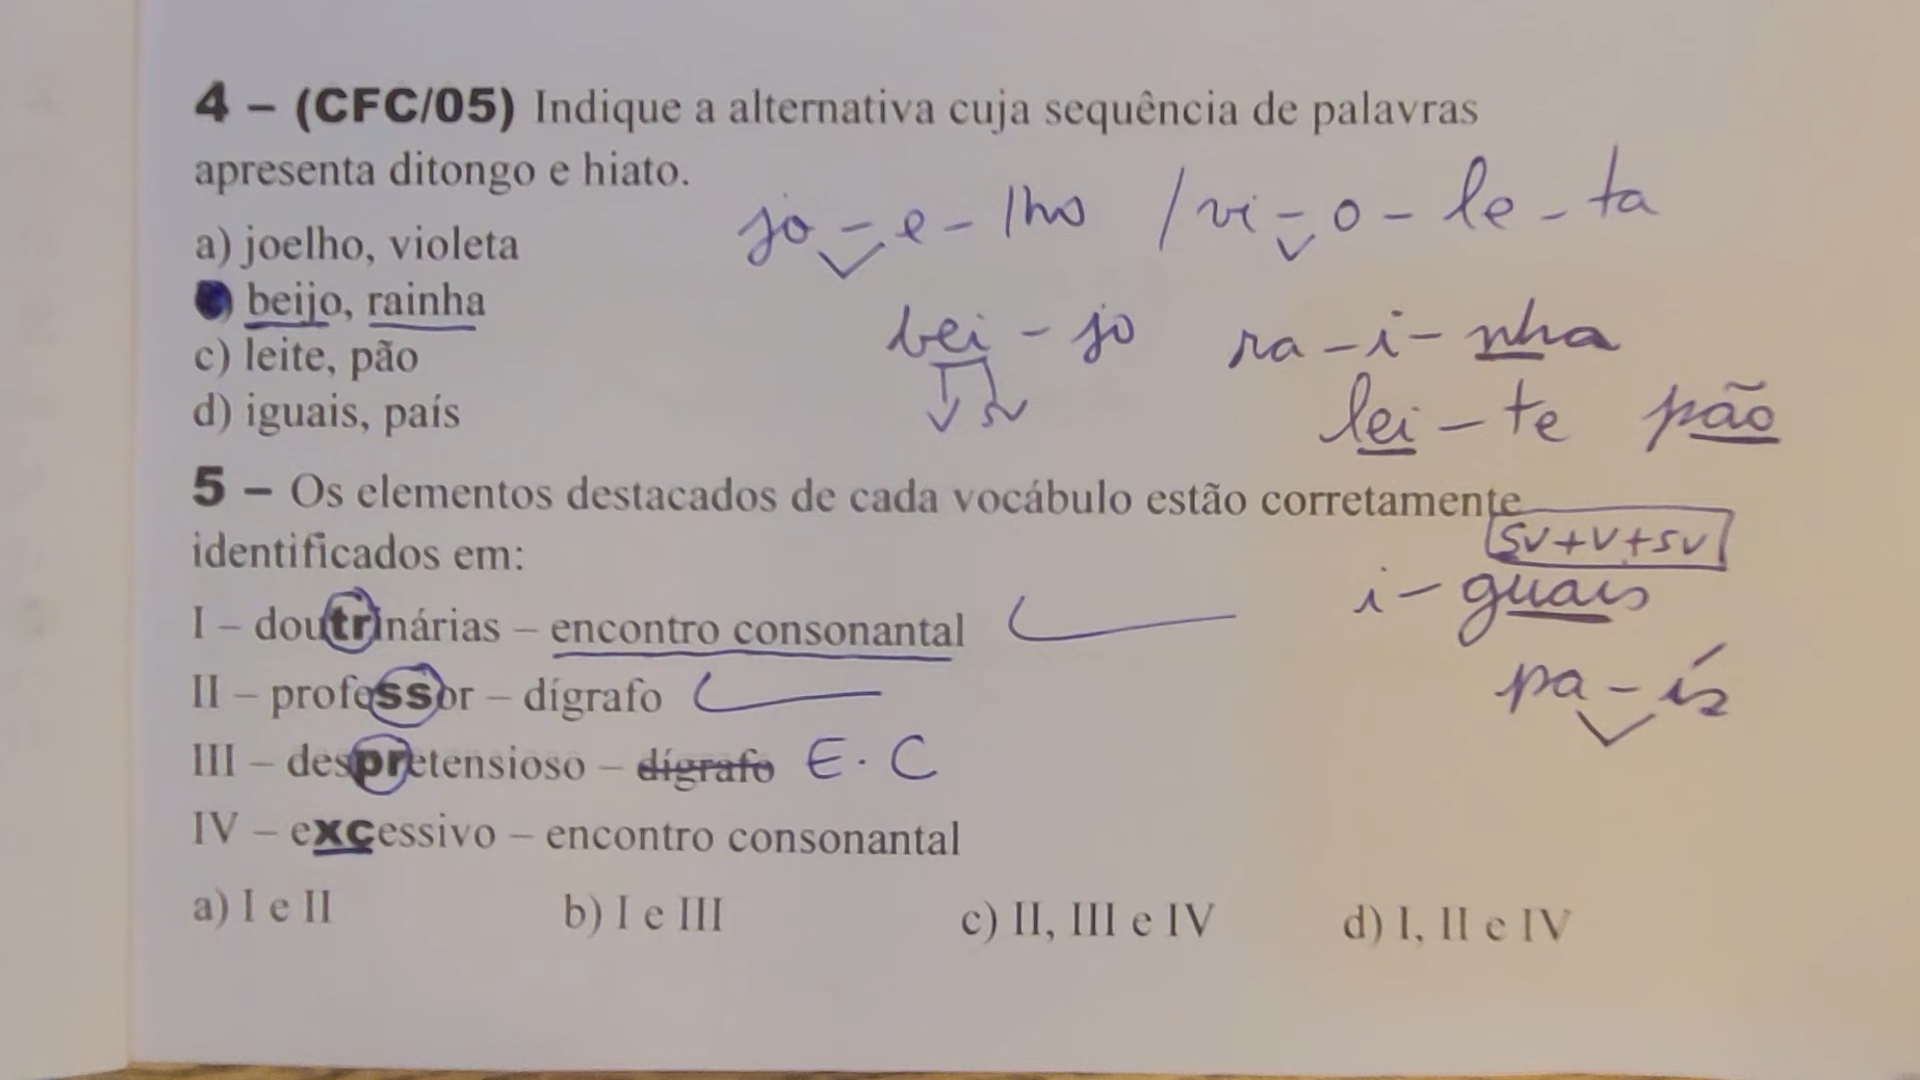 4 – (CFC/05) Indique a alternativa cuja sequência de palavras
apresenta ditongo e hiato.
jo - e - lho / vi - o - le - ta
a) joelho, violeta
beijo, rainha
bei - jo ra - i - nha
V SV
c) leite, pão
lei - te pão
d) iguais, país
5 – Os elementos destacados de cada vocábulo estão corretamente
identificados em:
SV+V+SV
i - guais
I – doutrinárias – encontro consonantal
II – professor – dígrafo
pa - ís
III – despretensioso – dígrafo E.C
IV – excessivo – encontro consonantal
a) I e II b) I e III c) II, III e IV d) I, II e IV